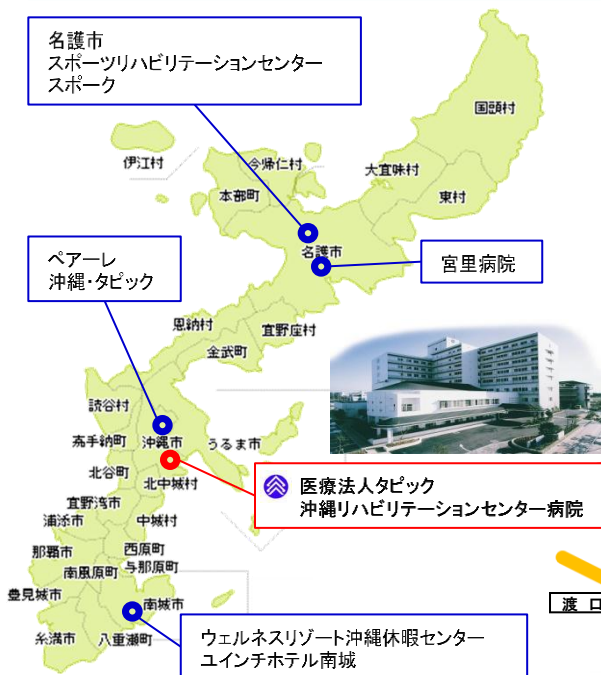 名護市
スポーツリハビリテーションセンター
スポーク
国頭村
伊江村
今帰仁村
大宜味村
本部町
東村
名護市
宮里病院
ペアーレ
沖縄・タピック
恩納村
宜野座村
金武町
読谷村
嘉手納町
沖縄市
うるま市
北谷町
北中城村
医療法人タピック
沖縄リハビリテーションセンター病院
宜野湾市
浦添市
中城村
那覇市
西原町
南風原町
与那原町
豊見城市
南城市
渡 口
糸満市
八重瀬町
ウェルネスリゾート沖縄休暇センター
ユインチホテル南城